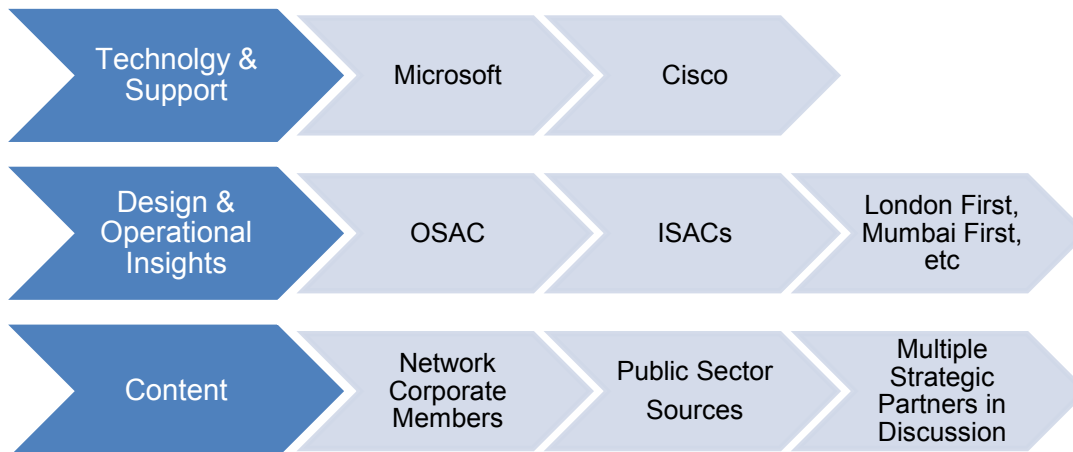 Technolgy &
Support
Microsoft
Cisco
Design &
Operational
Insights
OSAC
ISACs
London First,
Mumbai First,
etc
Content
Network
Corporate
Members
Public Sector
Sources
Multiple
Strategic
Partners in
Discussion